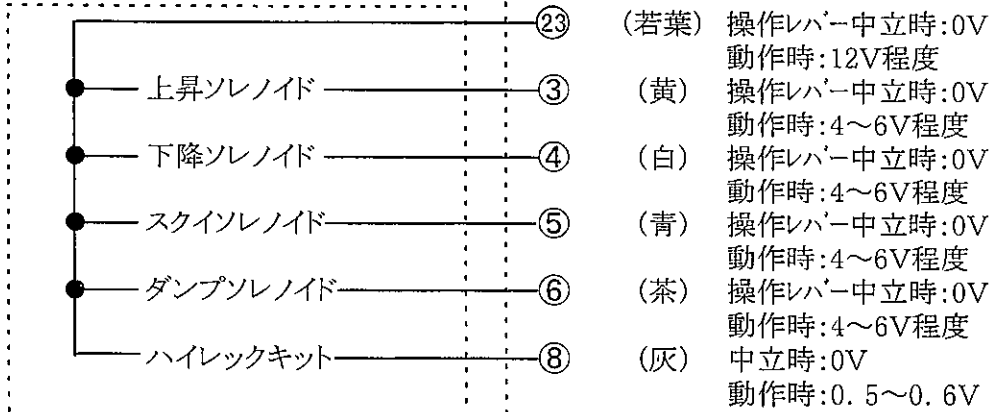 ㉓ (若葉) 操作レバー中立時:0V
動作時:12V程度
上昇ソレノイド ③ (黄) 操作レバー中立時:0V
動作時:4〜6V程度
下降ソレノイド ④ (白) 操作レバー中立時:0V
動作時:4〜6V程度
スクイソレノイド ⑤ (青) 操作レバー中立時:0V
動作時:4〜6V程度
ダンプソレノイド ⑥ (茶) 操作レバー中立時:0V
動作時:4〜6V程度
ハイレックキット ⑧ (灰) 中立時:0V
動作時:0.5〜0.6V